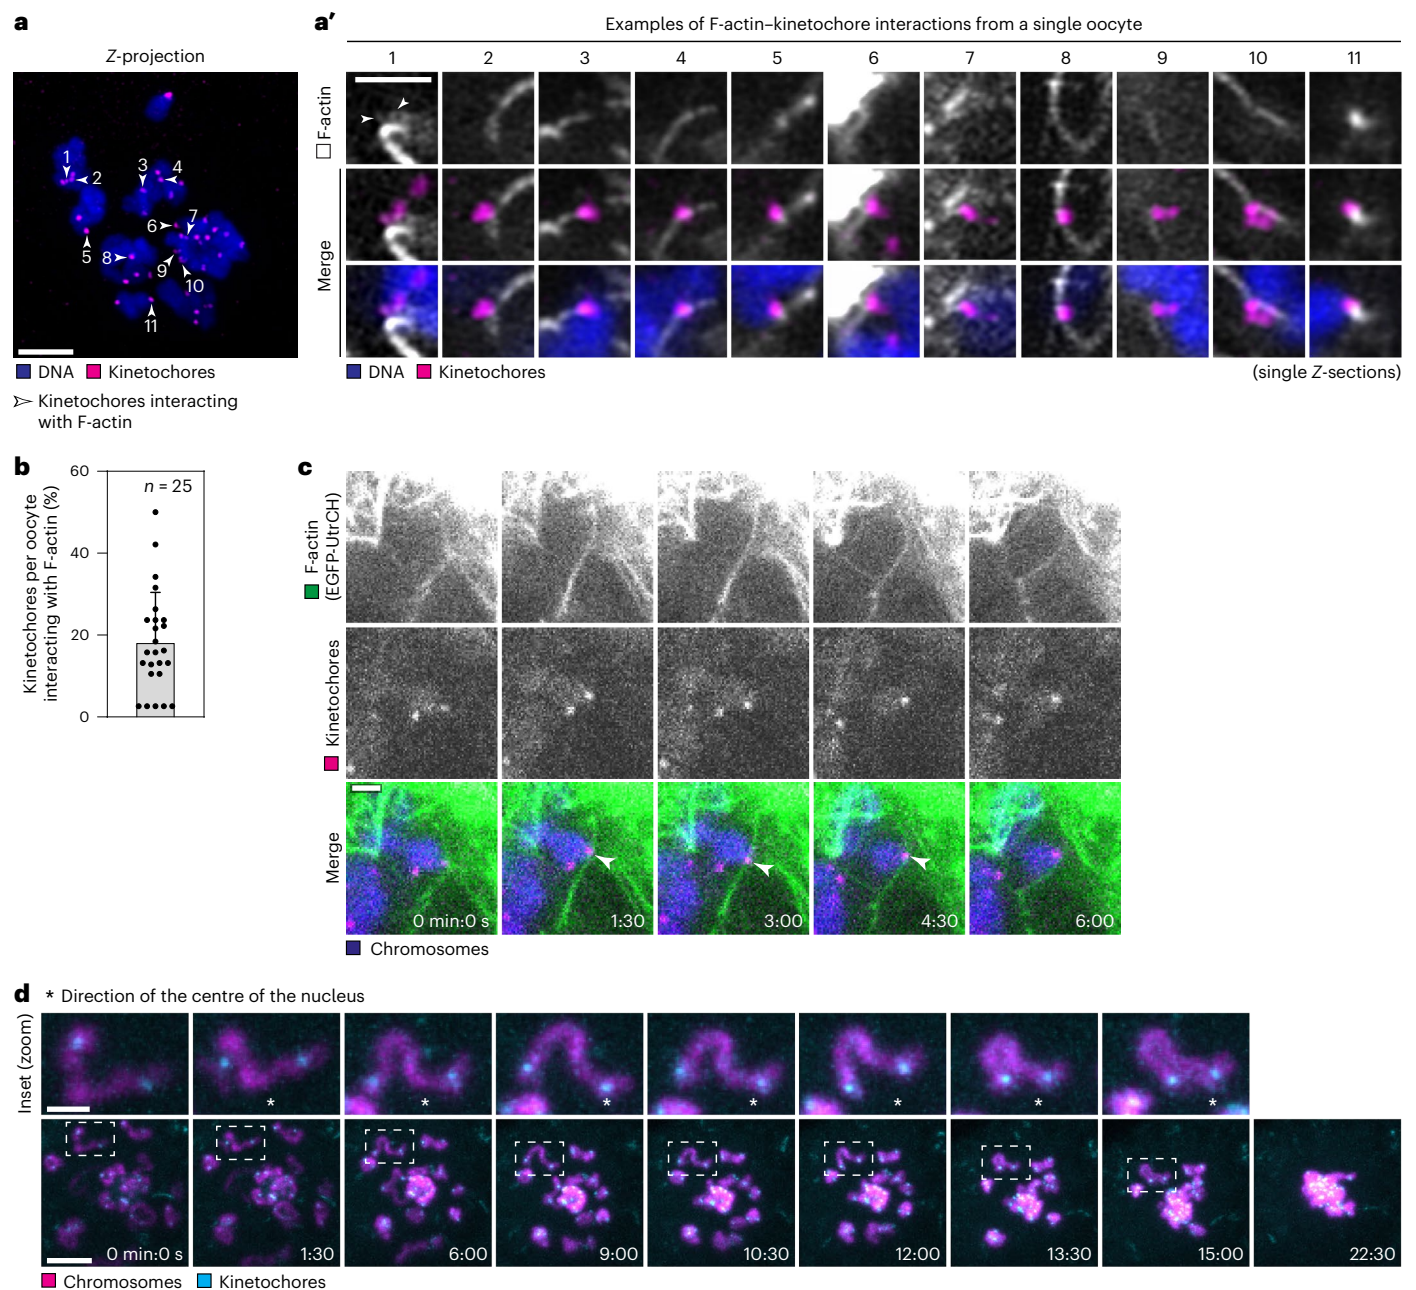 a
Z-projection
1
2
3
4
5
6
7
8
9
10
11
DNA
Kinetochores
Kinetochores interacting
with F-actin
a′
Examples of F-actin–kinetochore interactions from a single oocyte
1 2 3 4 5 6 7 8 9 10 11
F-actin
Merge
DNA
Kinetochores
(single Z-sections)
b
Kinetochores per oocyte
interacting with F-actin (%)
60
40
20
0
n = 25
c
F-actin
(EGFP-UtrCH)
Kinetochores
Merge
0 min:0 s 1:30 3:00 4:30 6:00
Chromosomes
d
* Direction of the centre of the nucleus
Inset (zoom)
* * * * * * *
0 min:0 s 1:30 6:00 9:00 10:30 12:00 13:30 15:00 22:30
Chromosomes
Kinetochores